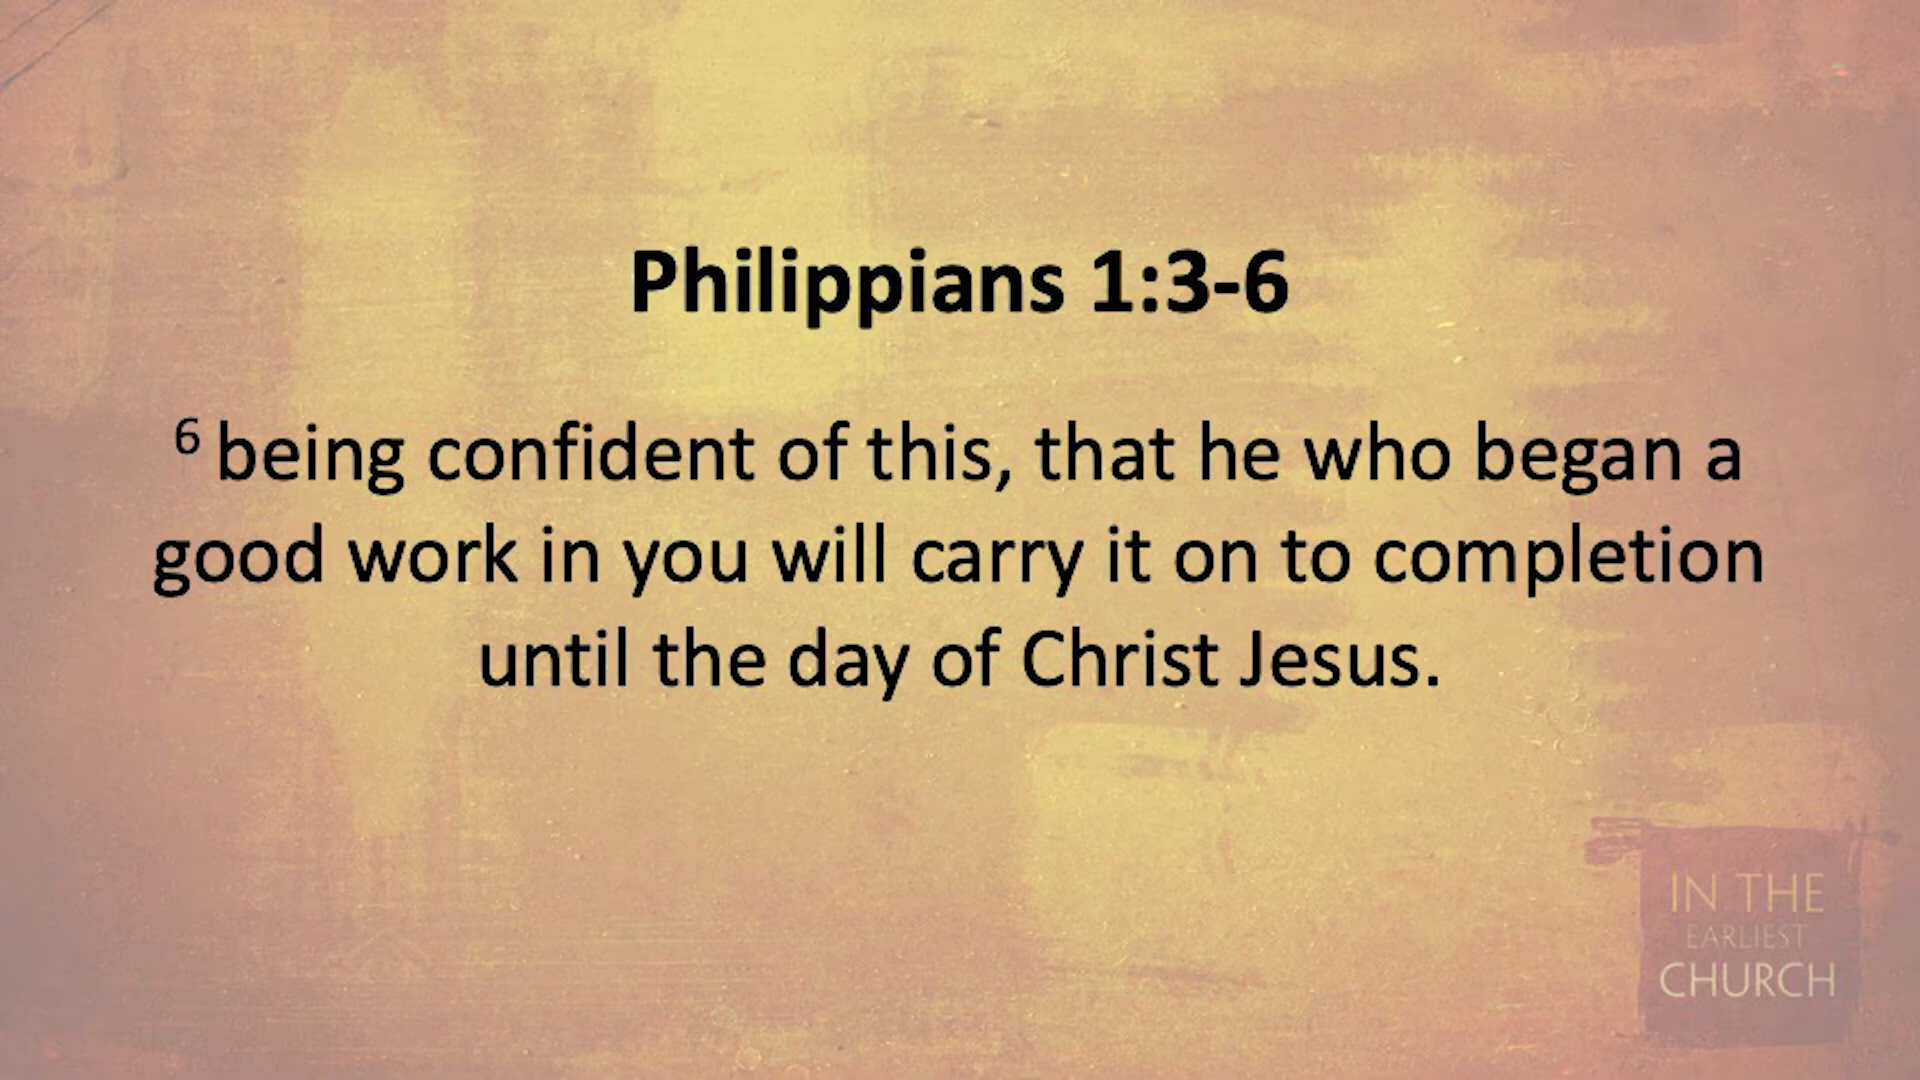 Philippians 1:3-6
6 being confident of this, that he who began a
good work in you will carry it on to completion
until the day of Christ Jesus.
IN THE
EARLIEST
CHURCH